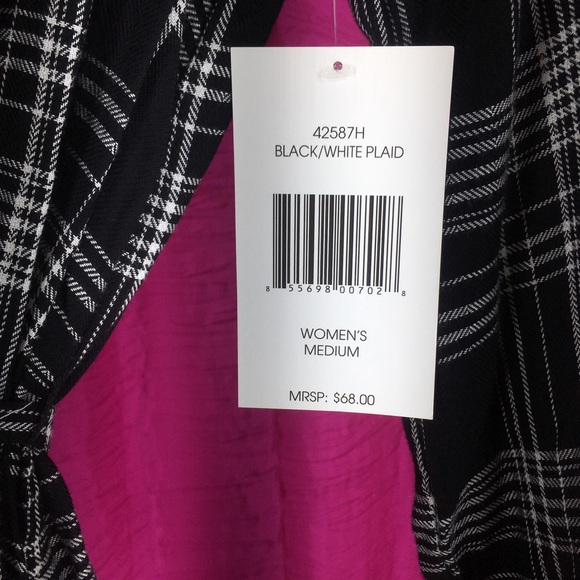 42587H
BLACK/WHITE PLAID
8 55698 00702 8
WOMEN'S
MEDIUM
MRSP: $68.00